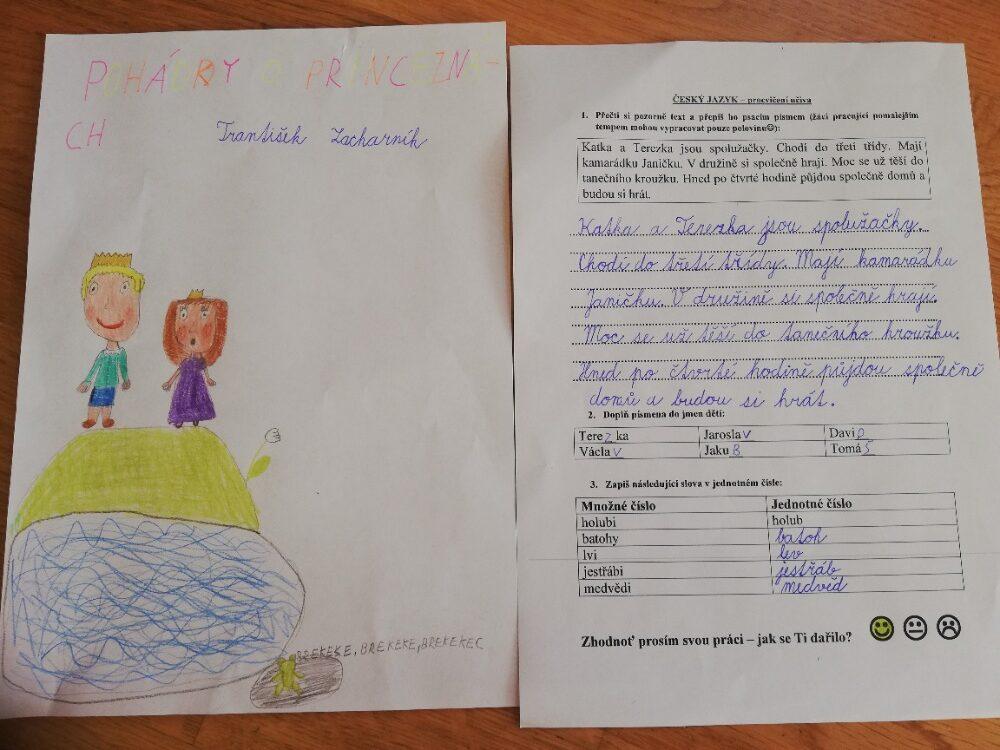 POHÁDKY O PRINCEZNÁ-
CH
František Zacharník
BREKEKE, BREKEKE, BREKEKEC
ČESKÝ JAZYK – procvičení učiva
1. Přečti si pozorně text a přepiš ho psacím písmem (žáci pracující pomalejším
tempem mohou vypracovat pouze polovinu☺):
Katka a Terezka jsou spolužačky. Chodí do třetí třídy. Mají
kamarádku Janičku. V družině si společně hrají. Moc se už těší do
tanečního kroužku. Hned po čtvrté hodině půjdou společně domů a
budou si hrát.
Katka a Terezka jsou spolužačky.
Chodí do třetí třídy. Mají kamarádku
Janičku. V družině si společně hrají.
Moc se už těší do tanečního kroužku.
Hned po čtvrté hodině půjdou společně
domů a budou si hrát.
2. Doplň písmena do jmen dětí:
Terezka Jaroslav DaviD
Václav JakuB TomáŠ
3. Zapiš následující slova v jednotném čísle:
Množné číslo Jednotné číslo
holubi holub
batohy batoh
lvi lev
jestřábi jestřáb
medvědi medvěd
Zhodnoť prosím svou práci – jak se Ti dařilo?